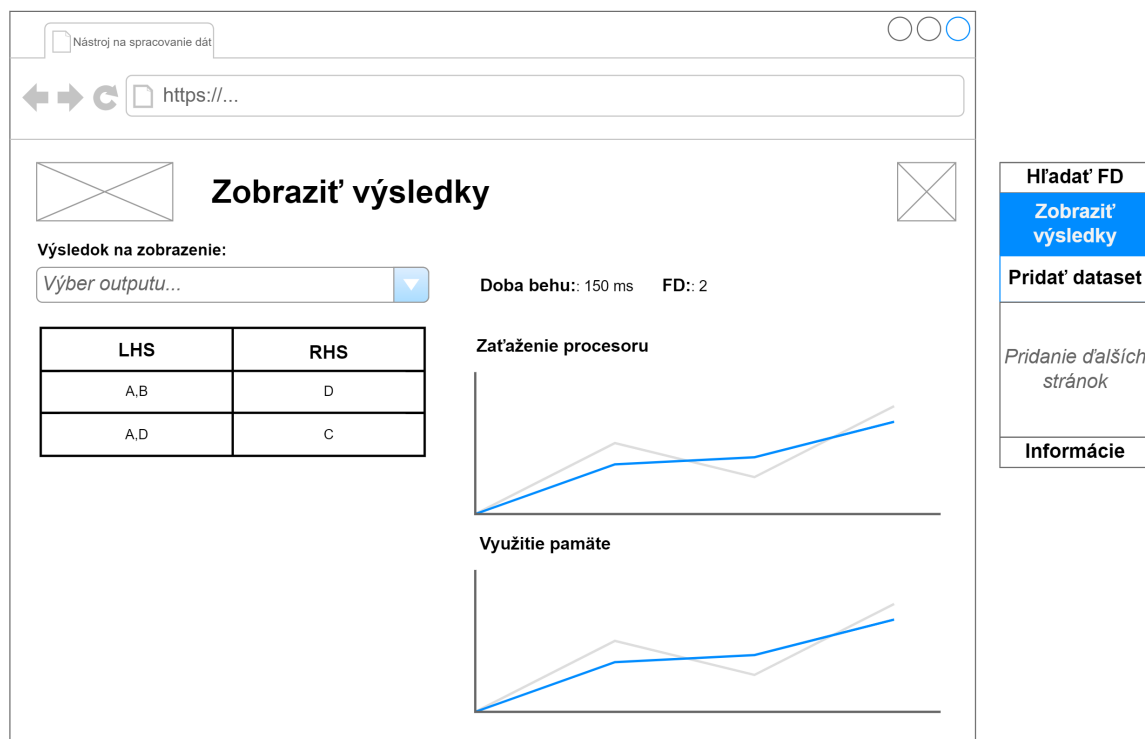 Nástroj na spracovanie dát
https://...
Zobraziť výsledky
Výsledok na zobrazenie:
Výber outputu...
Doba behu:: 150 ms FD:: 2
LHS RHS
A,B D
A,D C
Zaťaženie procesoru
Využitie pamäte
Hľadať FD
Zobraziť
výsledky
Pridať dataset
Pridanie ďalších
stránok
Informácie